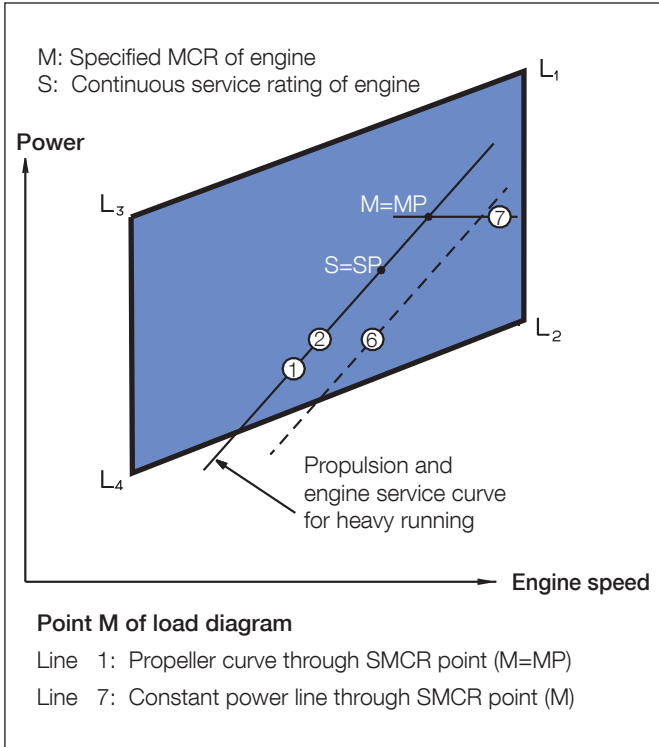 M: Specified MCR of engine
S: Continuous service rating of engine
L₁
Power
L₃
M=MP
7
S=SP
2
6
1
L₂
L₄
Propulsion and
engine service curve
for heavy running
Engine speed
Point M of load diagram
Line 1: Propeller curve through SMCR point (M=MP)
Line 7: Constant power line through SMCR point (M)